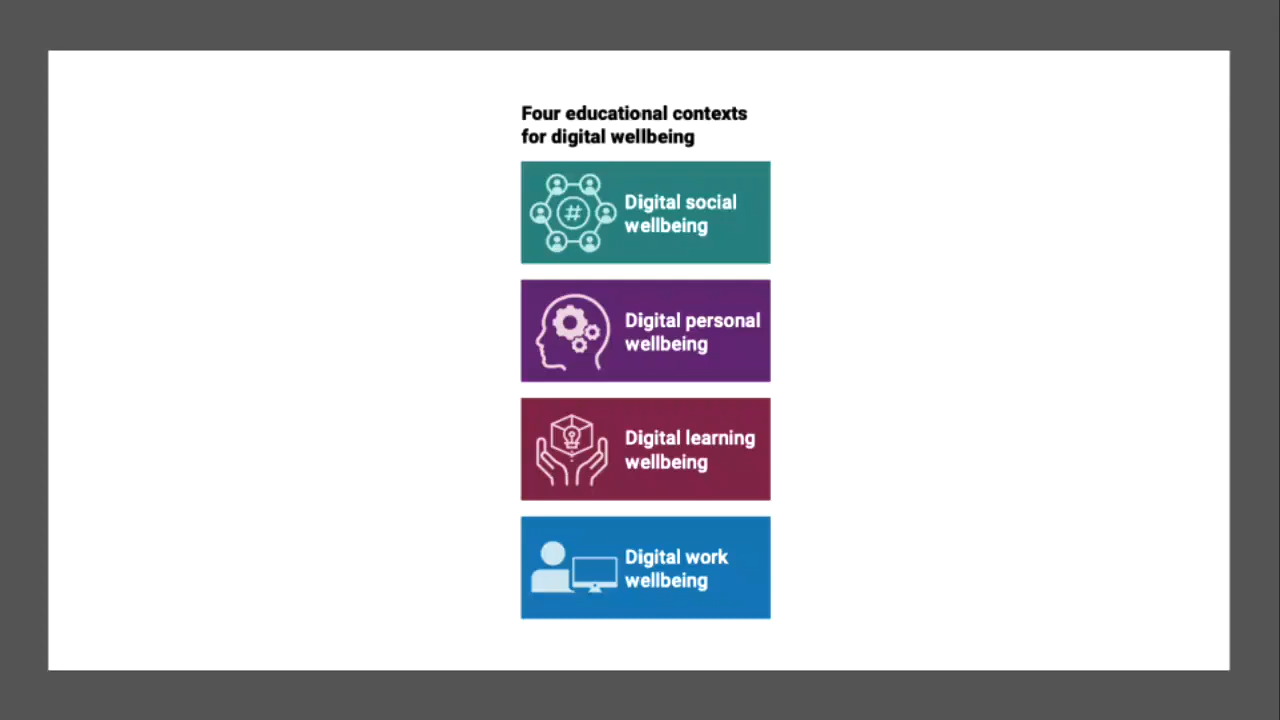 Four educational contexts
for digital wellbeing
#
Digital social
wellbeing
Digital personal
wellbeing
Digital learning
wellbeing
Digital work
wellbeing